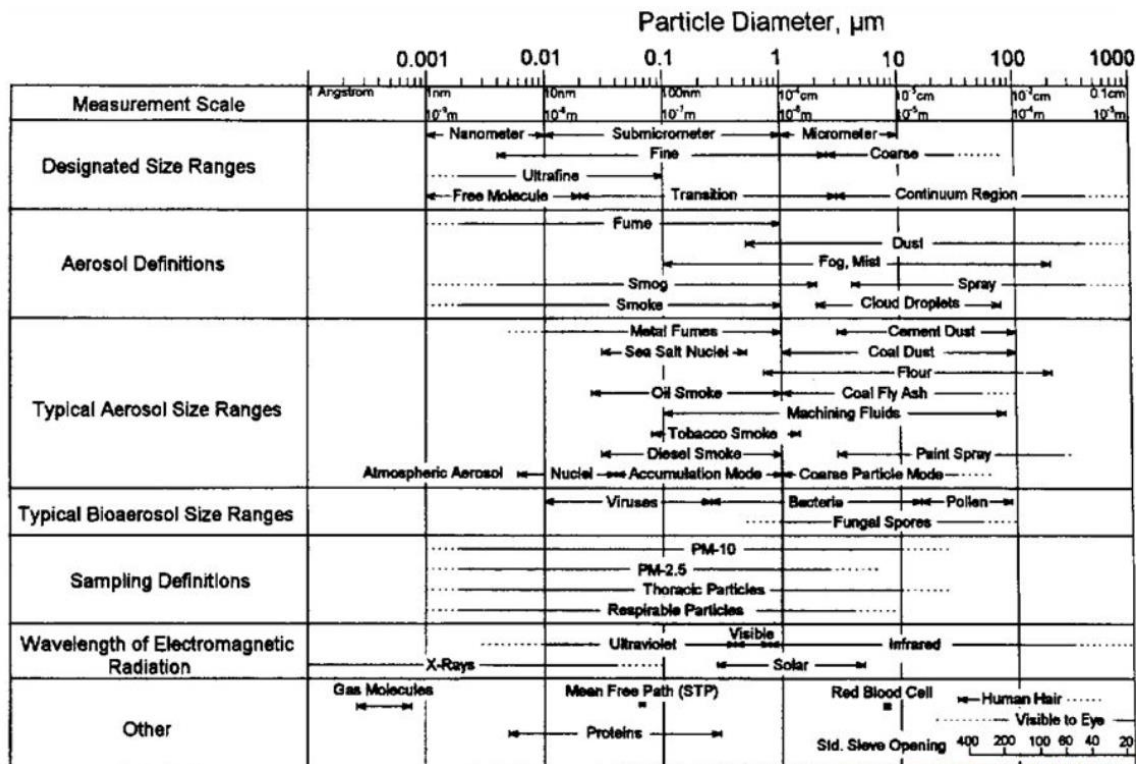 Particle Diameter, µm
0.001 0.01 0.1 1 10 100 1000
Measurement Scale
1 Angstrom 1nm 10nm 100nm 10⁻⁴cm 10⁻³cm 0.1cm
10⁻⁹m 10⁻⁸m 10⁻⁷m 10⁻⁶m 10⁻⁵m 10⁻⁴m 10⁻³m
Designated Size Ranges
Nanometer Submicrometer Micrometer
Fine Coarse
Ultrafine
Free Molecule Transition Continuum Region
Aerosol Definitions
Fume
Dust
Fog, Mist
Smog Spray
Smoke Cloud Droplets
Typical Aerosol Size Ranges
Metal Fumes Cement Dust
Sea Salt Nuclei Coal Dust
Flour
Oil Smoke Coal Fly Ash
Machining Fluids
Tobacco Smoke
Diesel Smoke Paint Spray
Atmospheric Aerosol Nuclei Accumulation Mode Coarse Particle Mode
Typical Bioaerosol Size Ranges
Viruses Bacteria Pollen
Fungal Spores
Sampling Definitions
PM-10
PM-2.5
Thoracic Particles
Respirable Particles
Wavelength of Electromagnetic
Radiation
Visible
Ultraviolet Infrared
X-Rays Solar
Other
Gas Molecules Mean Free Path (STP) Red Blood Cell
Human Hair
Visible to Eye
Proteins
Std. Sieve Opening 400 200 100 60 40 20